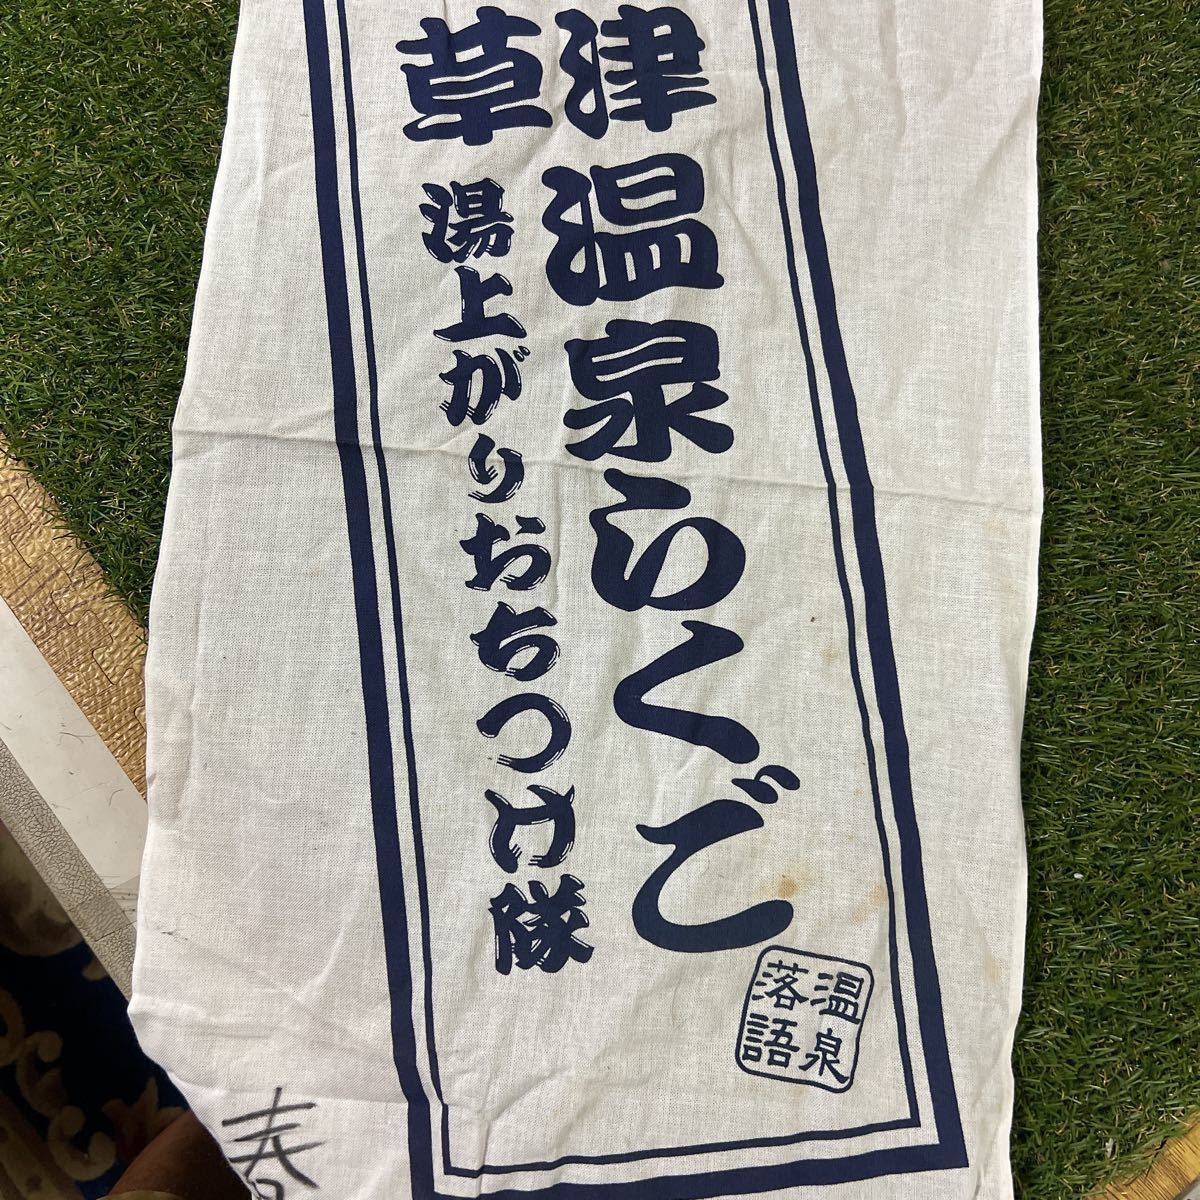 草津
温泉らくご
湯上がりおちつけ隊
温泉
落語
春